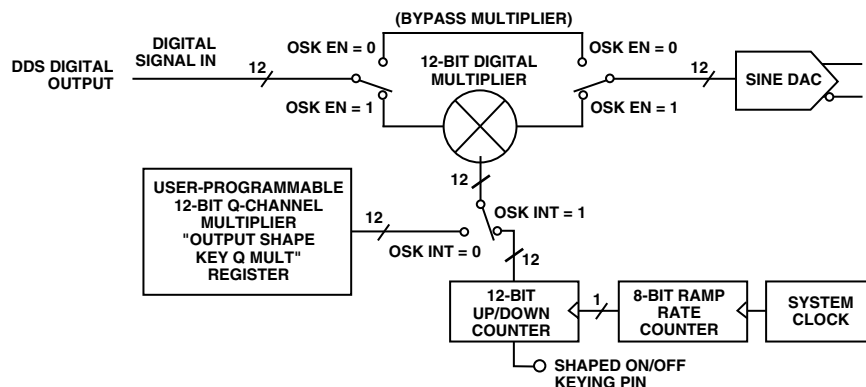 (BYPASS MULTIPLIER)
DIGITAL
SIGNAL IN
OSK EN = 0
12-BIT DIGITAL
MULTIPLIER
OSK EN = 0
DDS DIGITAL
OUTPUT
12
12
SINE DAC
OSK EN = 1
OSK EN = 1
12
USER-PROGRAMMABLE
12-BIT Q-CHANNEL
MULTIPLIER
"OUTPUT SHAPE
KEY Q MULT"
REGISTER
12
OSK INT = 1
OSK INT = 0
12
12-BIT
UP/DOWN
COUNTER
1
8-BIT RAMP
RATE
COUNTER
SYSTEM
CLOCK
SHAPED ON/OFF
KEYING PIN